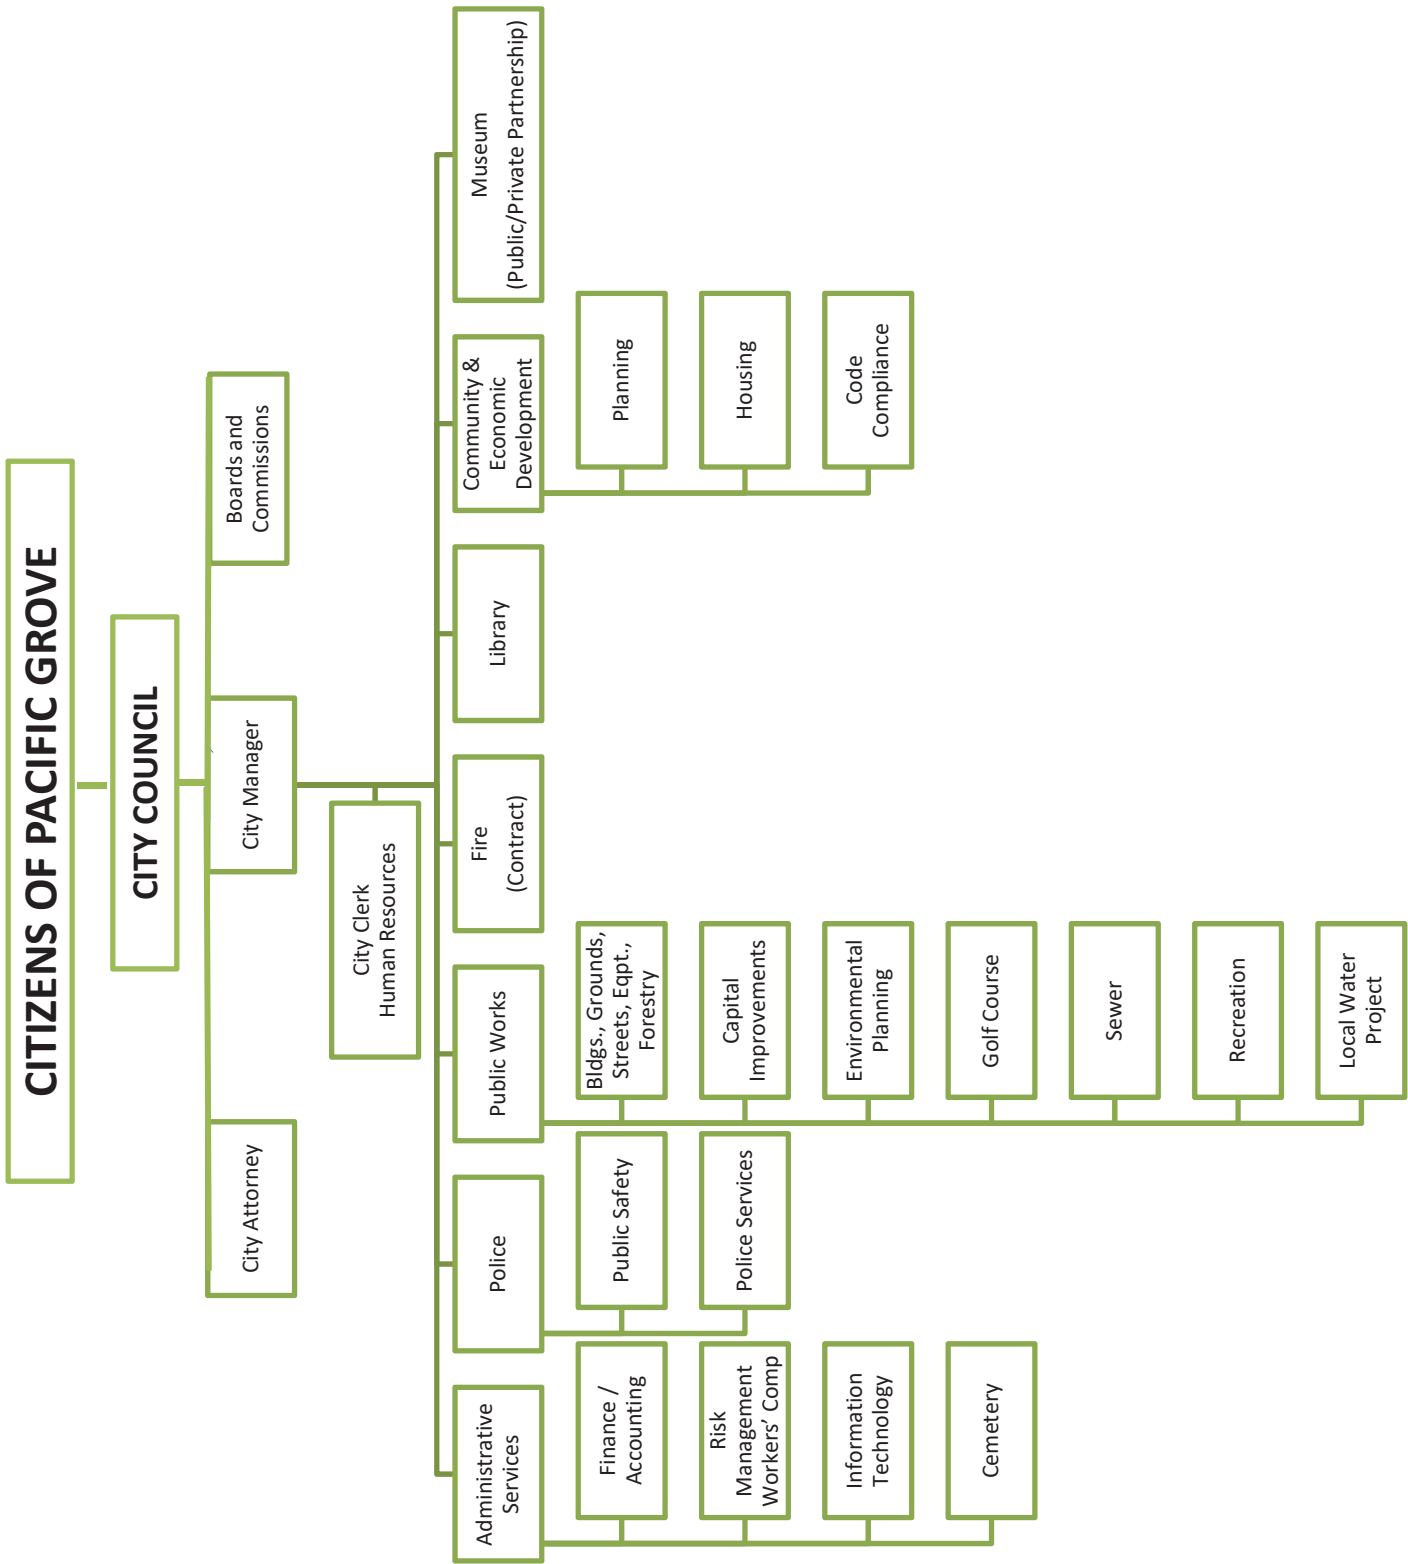 CITIZENS OF PACIFIC GROVE
CITY COUNCIL
City Attorney
City Manager
Boards and
Commissions
City Clerk
Human Resources
Administrative
Services
Finance /
Accounting
Risk
Management
Workers' Comp
Information
Technology
Cemetery
Police
Public Safety
Police Services
Public Works
Bldgs., Grounds,
Streets, Eqpt.,
Forestry
Capital
Improvements
Environmental
Planning
Golf Course
Sewer
Recreation
Local Water
Project
Fire
(Contract)
Library
Community &
Economic
Development
Planning
Housing
Code
Compliance
Museum
(Public/Private Partnership)